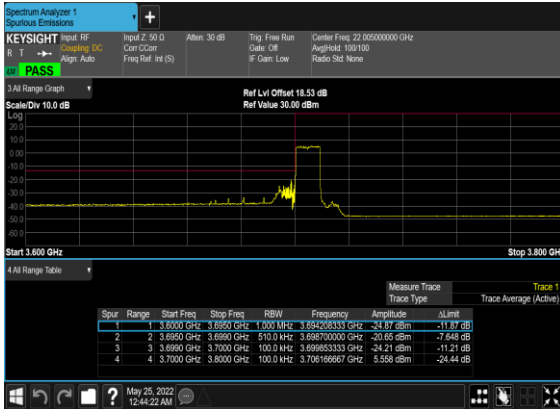 Spectrum Analyzer 1
Spurious Emissions
KEYSIGHT
R T
Input: RF
Coupling: DC
Align: Auto
Input Z: 50 Ω
Corr CCorr
Freq Ref: Int (S)
Atten: 30 dB
Trig: Free Run
Gate: Off
IF Gain: Low
Center Freq: 22.005000000 GHz
Avg|Hold: 100/100
Radio Std: None
PASS
3 All Range Graph
Scale/Div 10.0 dB
Ref Lvl Offset 18.53 dB
Ref Value 30.00 dBm
Log
20.0
10.0
0.00
-10.0
-20.0
-30.0
-40.0
-50.0
-60.0
Start 3.600 GHz
Stop 3.800 GH
4 All Range Table
Measure Trace Trace 1
Trace Type Trace Average (Active)
Spur Range Start Freq Stop Freq RBW Frequency Amplitude ΔLimit
1 1 3.6000 GHz 3.6950 GHz 1.000 MHz 3.694208333 GHz -24.87 dBm -11.87 dB
2 2 3.6950 GHz 3.6990 GHz 510.0 kHz 3.698700000 GHz -20.65 dBm -7.648 dB
3 3 3.6990 GHz 3.7000 GHz 100.0 kHz 3.699853333 GHz -24.21 dBm -11.21 dB
4 4 3.7000 GHz 3.8000 GHz 100.0 kHz 3.706166667 GHz 5.558 dBm -24.44 dB
?
May 25, 2022
12:44:22 AM